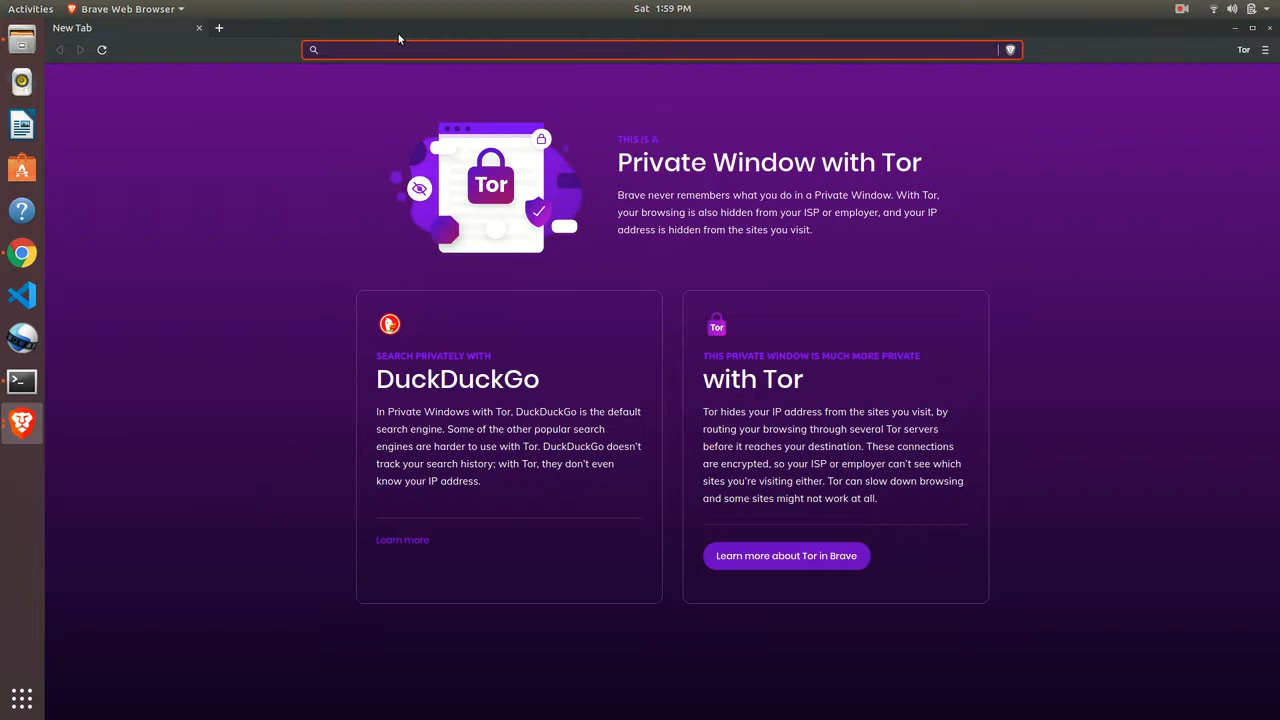 Activities
Brave Web Browser
Sat 1:59 PM
New Tab
Tor
Tor
THIS IS A
Private Window with Tor
Brave never remembers what you do in a Private Window. With Tor,
your browsing is also hidden from your ISP or employer, and your IP
address is hidden from the sites you visit.
SEARCH PRIVATELY WITH
DuckDuckGo
In Private Windows with Tor, DuckDuckGo is the default
search engine. Some of the other popular search
engines are harder to use with Tor. DuckDuckGo doesn't
track your search history; with Tor, they don't even
know your IP address.
Learn more
Tor
THIS PRIVATE WINDOW IS MUCH MORE PRIVATE
with Tor
Tor hides your IP address from the sites you visit, by
routing your browsing through several Tor servers
before it reaches your destination. These connections
are encrypted, so your ISP or employer can't see which
sites you're visiting either. Tor can slow down browsing
and some sites might not work at all.
Learn more about Tor in Brave